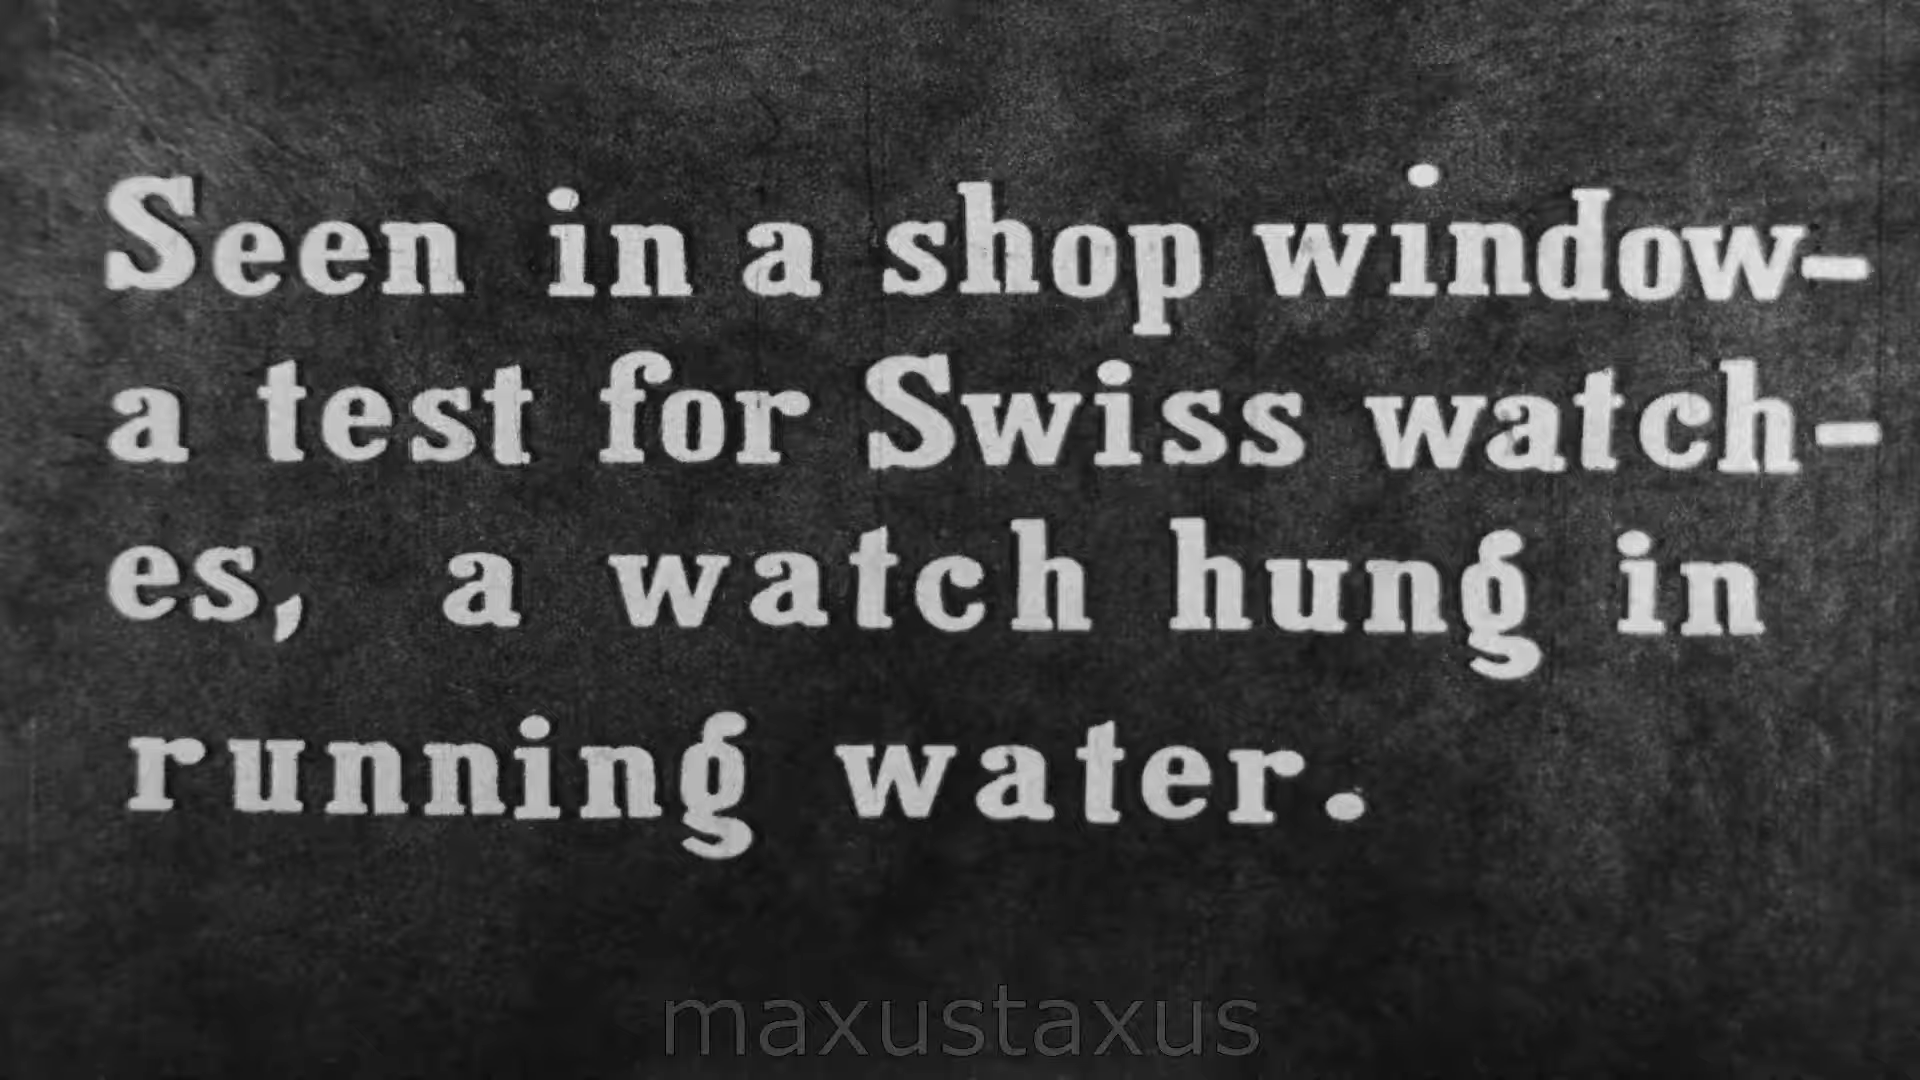 Seen in a shop window-
a test for Swiss watch-
es, a watch hung in
running water.
maxustaxus